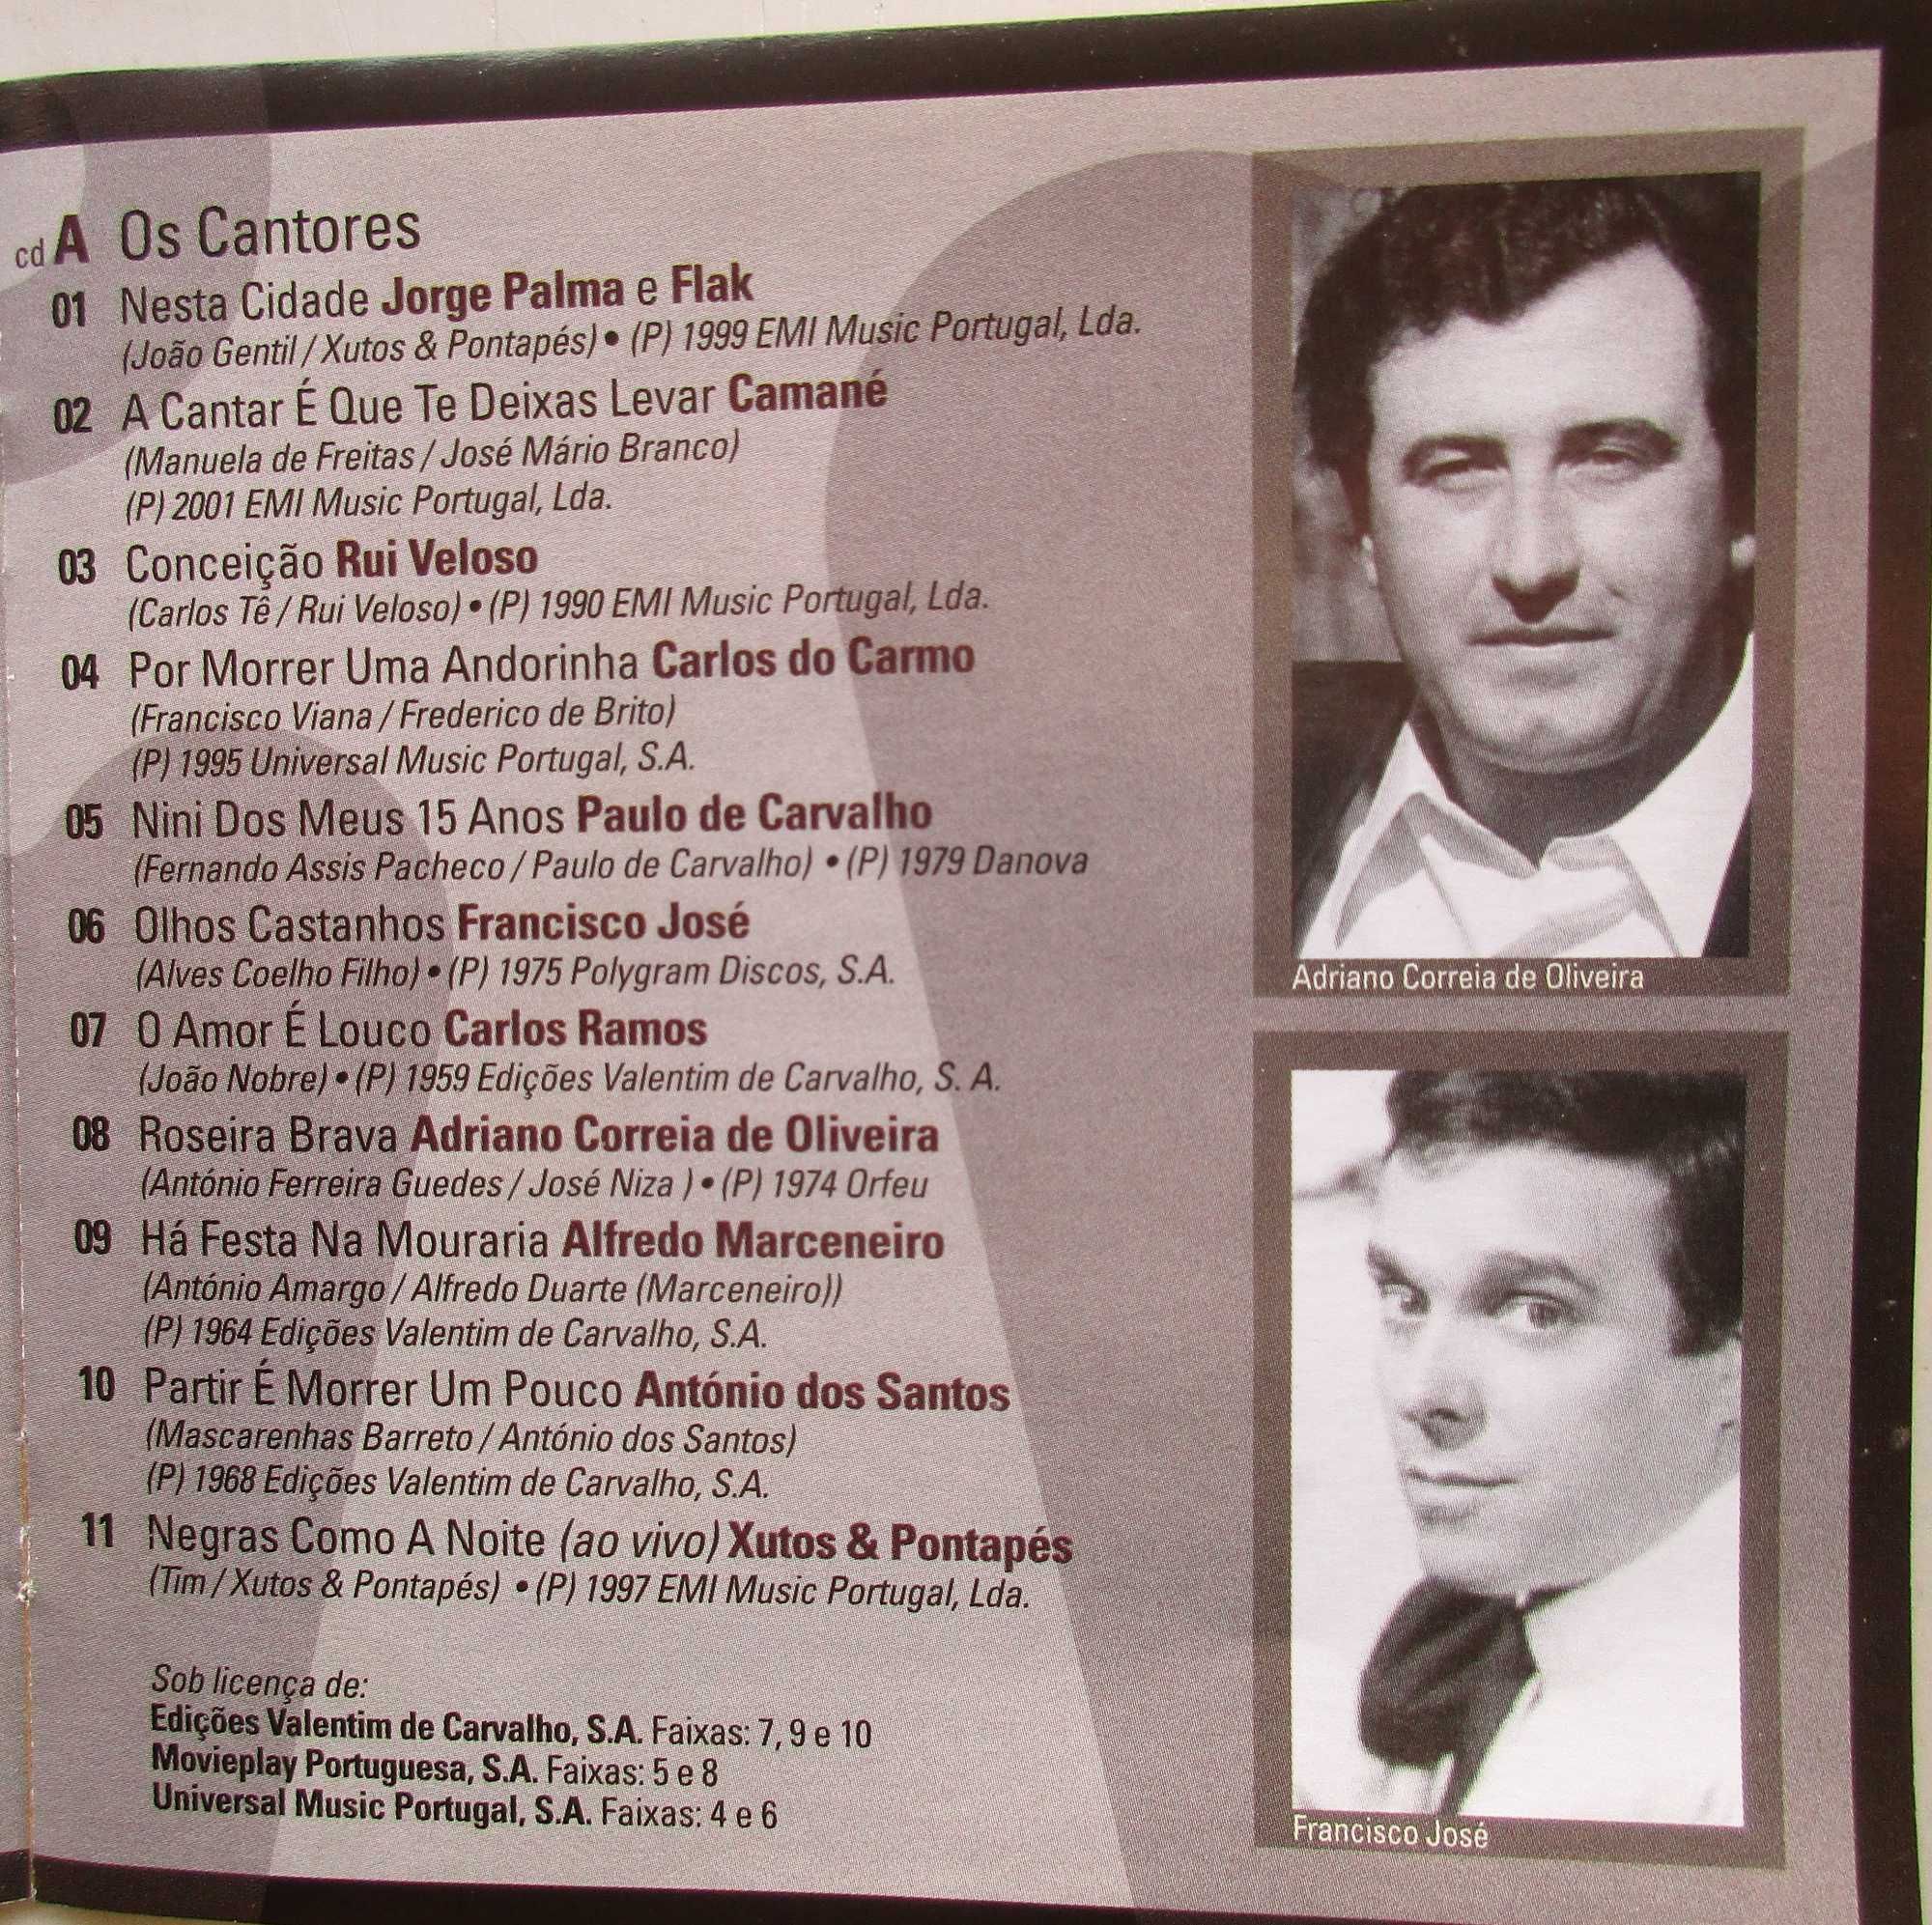 cd A Os Cantores
01 Nesta Cidade Jorge Palma e Flak
(João Gentil / Xutos & Pontapés) • (P) 1999 EMI Music Portugal, Lda.
02 A Cantar É Que Te Deixas Levar Camané
(Manuela de Freitas / José Mário Branco)
(P) 2001 EMI Music Portugal, Lda.
03 Conceição Rui Veloso
(Carlos Tê / Rui Veloso) • (P) 1990 EMI Music Portugal, Lda.
04 Por Morrer Uma Andorinha Carlos do Carmo
(Francisco Viana / Frederico de Brito)
(P) 1995 Universal Music Portugal, S.A.
05 Nini Dos Meus 15 Anos Paulo de Carvalho
(Fernando Assis Pacheco / Paulo de Carvalho) • (P) 1979 Danova
06 Olhos Castanhos Francisco José
(Alves Coelho Filho) • (P) 1975 Polygram Discos, S.A.
07 O Amor É Louco Carlos Ramos
(João Nobre) • (P) 1959 Edições Valentim de Carvalho, S. A.
08 Roseira Brava Adriano Correia de Oliveira
(António Ferreira Guedes / José Niza ) • (P) 1974 Orfeu
09 Há Festa Na Mouraria Alfredo Marceneiro
(António Amargo / Alfredo Duarte (Marceneiro))
(P) 1964 Edições Valentim de Carvalho, S.A.
10 Partir É Morrer Um Pouco António dos Santos
(Mascarenhas Barreto / António dos Santos)
(P) 1968 Edições Valentim de Carvalho, S.A.
11 Negras Como A Noite (ao vivo) Xutos & Pontapés
(Tim / Xutos & Pontapés) • (P) 1997 EMI Music Portugal, Lda.
Sob licença de:
Edições Valentim de Carvalho, S.A. Faixas: 7, 9 e 10
Movieplay Portuguesa, S.A. Faixas: 5 e 8
Universal Music Portugal, S.A. Faixas: 4 e 6
Adriano Correia de Oliveira
Francisco José